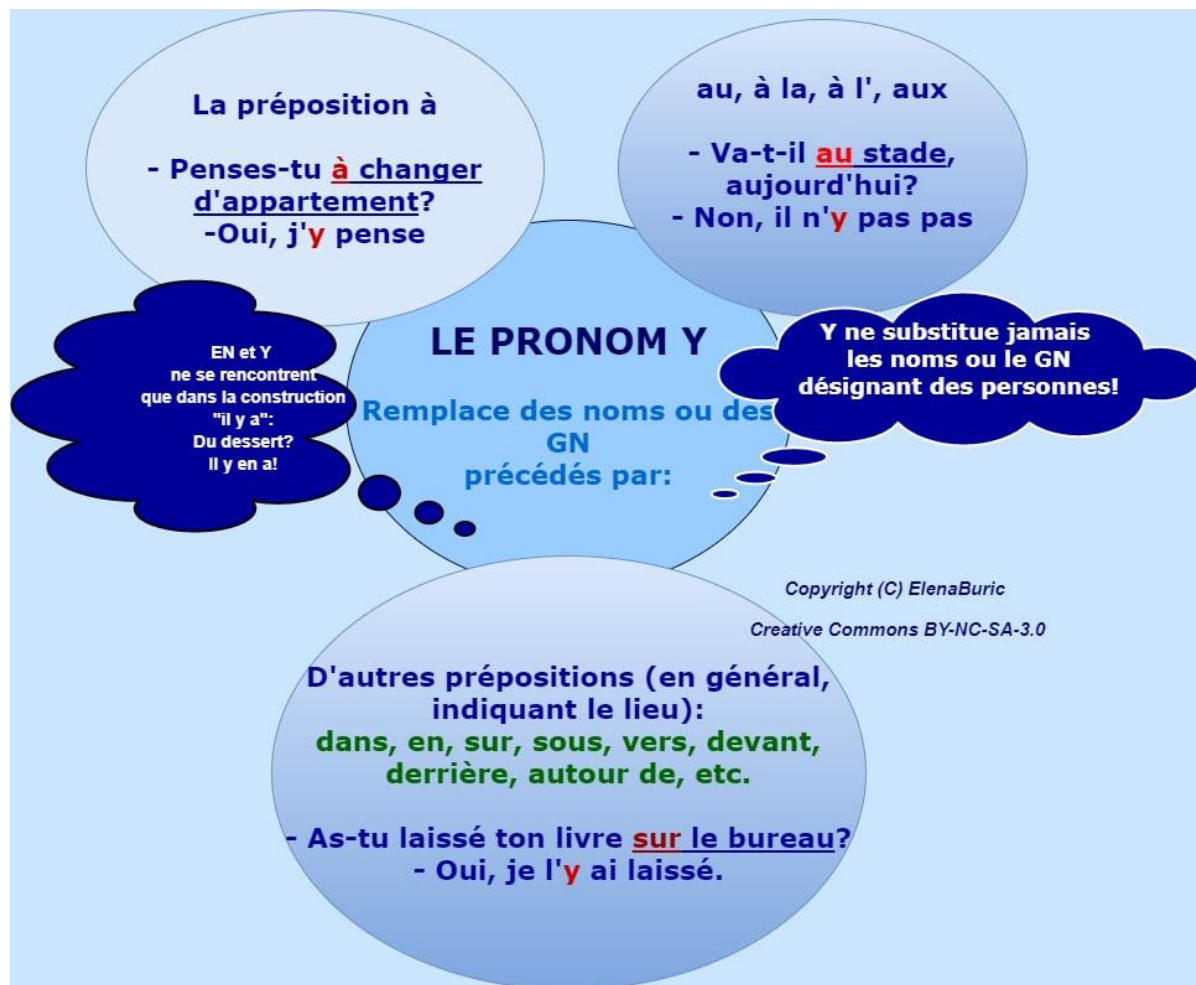 La préposition à
- Penses-tu à changer
d'appartement?
-Oui, j'y pense
au, à la, à l', aux
- Va-t-il au stade,
aujourd'hui?
- Non, il n'y pas pas
EN et Y
ne se rencontrent
que dans la construction
"il y a":
Du dessert?
Il y en a!
LE PRONOM Y
Remplace des noms ou des
GN
précédés par:
Y ne substitue jamais
les noms ou le GN
désignant des personnes!
Copyright (C) ElenaBuric
Creative Commons BY-NC-SA-3.0
D'autres prépositions (en général,
indiquant le lieu):
dans, en, sur, sous, vers, devant,
derrière, autour de, etc.
- As-tu laissé ton livre sur le bureau?
- Oui, je l'y ai laissé.